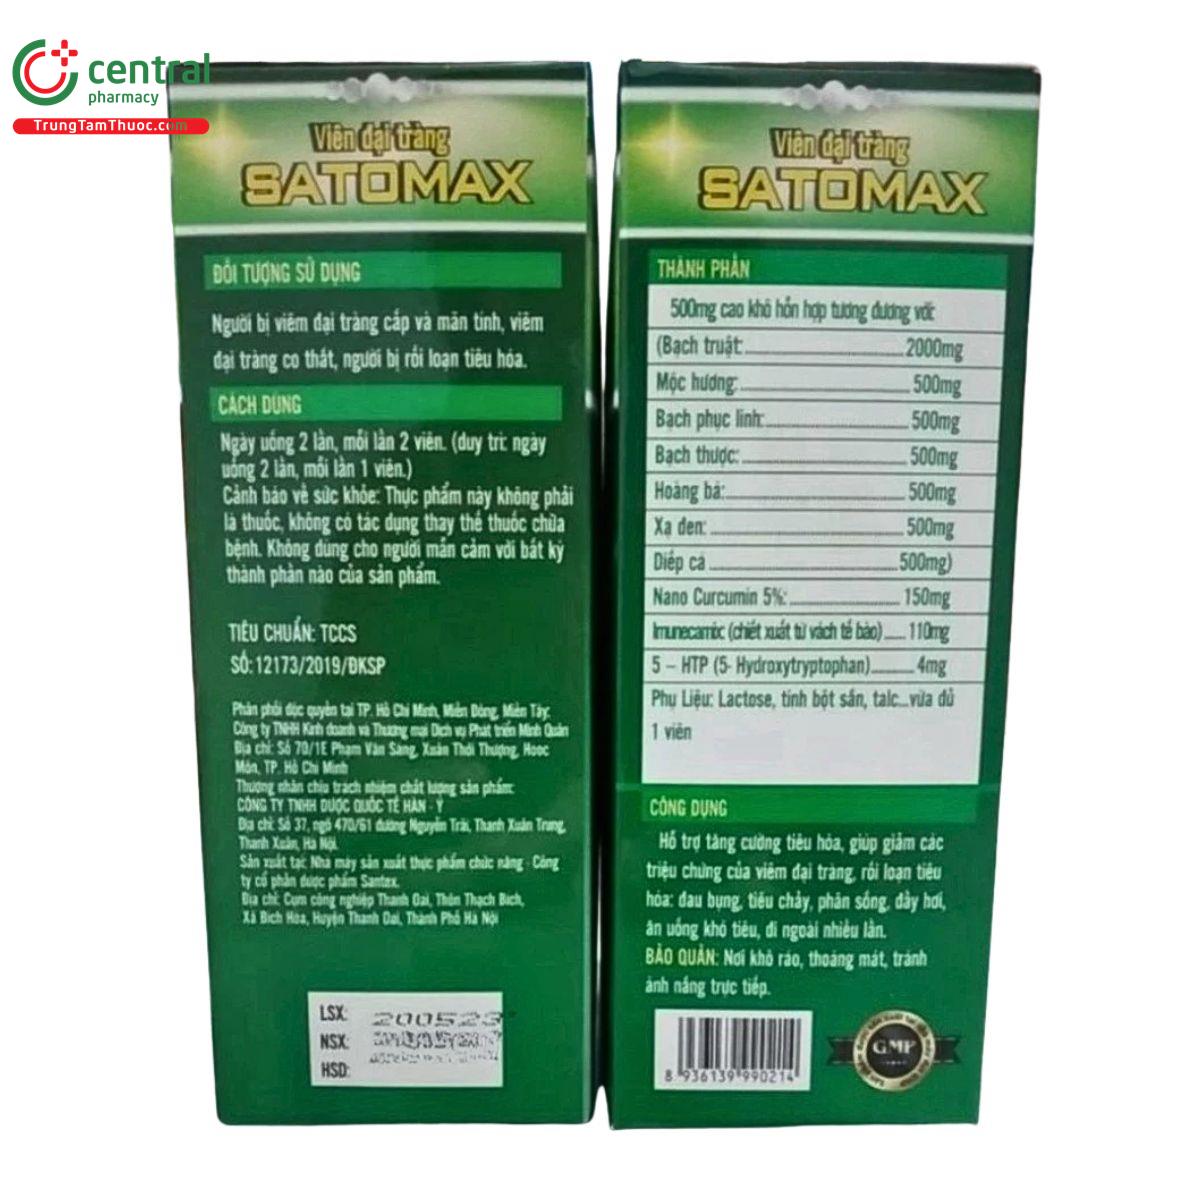 central
pharmacy
TrungTamThuoc.com
Viên đại tràng
SATOMAX
ĐỐI TƯỢNG SỬ DỤNG
Người bị viêm đại tràng cấp và mãn tính, viêm
đại tràng co thắt, người bị rối loạn tiêu hóa.
CÁCH DÙNG
Ngày uống 2 lần, mỗi lần 2 viên. (duy trì: ngày
uống 2 lần, mỗi lần 1 viên.)
Cảnh báo về sức khỏe: Thực phẩm này không phải
là thuốc, không có tác dụng thay thế thuốc chữa
bệnh. Không dùng cho người mẫn cảm với bất kỳ
thành phần nào của sản phẩm.
TIÊU CHUẨN: TCCS
SỐ: 12173/2019/ĐKSP
Phân phối độc quyền tại TP. Hồ Chí Minh, Miền Đông, Miền Tây:
Công ty TNHH Kinh doanh và Thương mại Dịch vụ Phát triển Minh Quân
Địa chỉ: Số 70/1E Phạm Văn Sáng, Xuân Thới Thượng, Hooc
Môn, TP. Hồ Chí Minh
Thương nhân chịu trách nhiệm chất lượng sản phẩm:
CÔNG TY TNHH DƯỢC QUỐC TẾ HÀN - Ý
Địa chỉ: Số 37, ngõ 470/61 đường Nguyễn Trãi, Thanh Xuân Trung,
Thanh Xuân, Hà Nội.
Sản xuất tại: Nhà máy sản xuất thực phẩm chức năng - Công
ty cổ phần dược phẩm Santex.
Địa chỉ: Cụm công nghiệp Thanh Oai, Thôn Thạch Bích,
Xã Bích Hòa, Huyện Thanh Oai, Thành Phố Hà Nội
LSX: 200523
NSX:
HSD:
Viên đại tràng
SATOMAX
THÀNH PHẦN
500mg cao khô hỗn hợp tương đương với:
(Bạch truật:...2000mg
Mộc hương:...500mg
Bạch phục linh:...500mg
Bạch thược:...500mg
Hoàng bá:...500mg
Xạ đen:...500mg
Diếp cá...500mg)
Nano Curcumin 5%:...150mg
Imunecamix: (chiết xuất từ vách tế bào)...110mg
5 - HTP (5- Hydroxytryptophan)...4mg
Phụ Liệu: Lactose, tinh bột sắn, talc...vừa đủ
1 viên
CÔNG DỤNG
Hỗ trợ tăng cường tiêu hóa, giúp giảm các
triệu chứng của viêm đại tràng, rối loạn tiêu
hóa: đau bụng, tiêu chảy, phân sống, đầy hơi,
ăn uống khó tiêu, đi ngoài nhiều lần.
BẢO QUẢN: Nơi khô ráo, thoáng mát, tránh
ánh nắng trực tiếp.
8 936139 990214
GMP